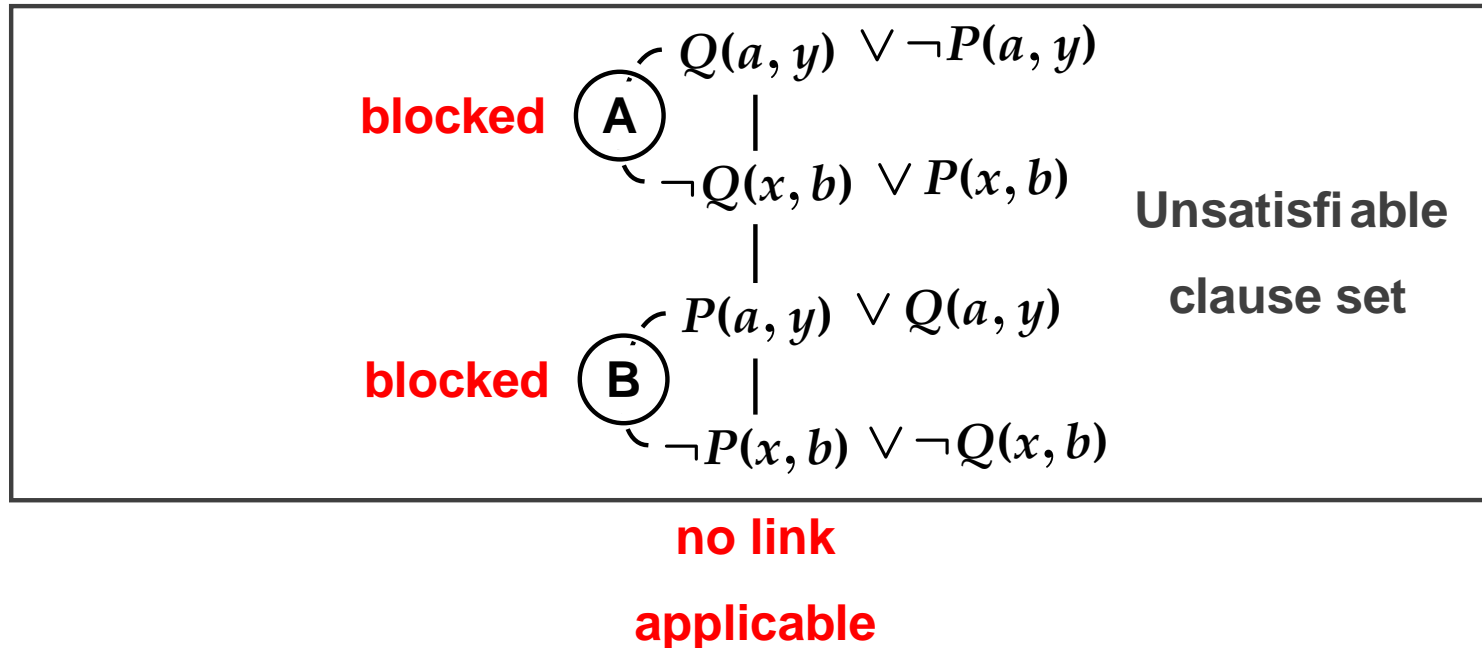 Q(a, y) ∨ ¬P(a, y)
blocked A
¬Q(x, b) ∨ P(x, b)
Unsatisfiable
clause set
P(a, y) ∨ Q(a, y)
blocked B
¬P(x, b) ∨ ¬Q(x, b)
no link
applicable